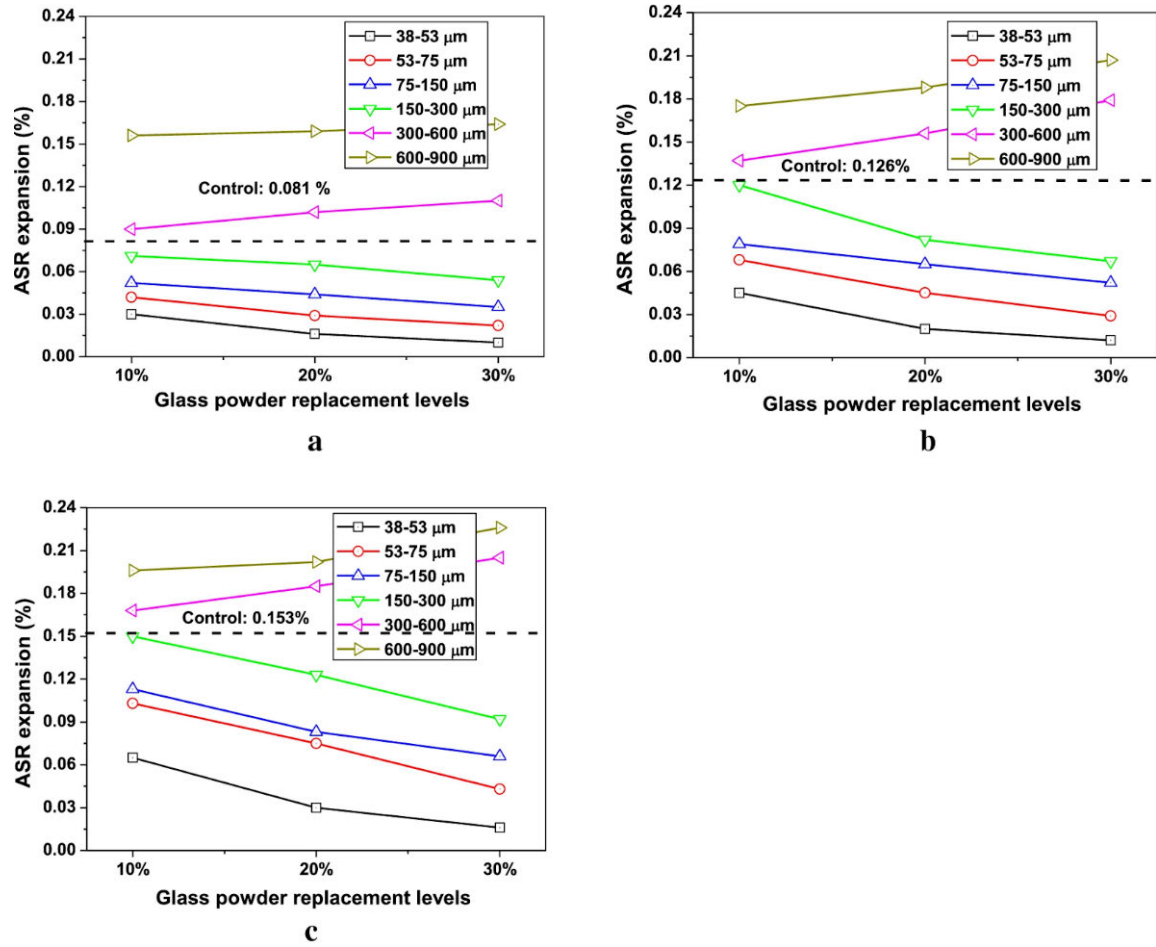 0.24
0.21
0.18
0.15
0.12
0.09
0.06
0.03
0.00
ASR expansion (%)
38-53 μm
53-75 μm
75-150 μm
150-300 μm
300-600 μm
600-900 μm
Control: 0.081 %
10% 20% 30%
Glass powder replacement levels
a
0.24
0.21
0.18
0.15
0.12
0.09
0.06
0.03
0.00
ASR expansion (%)
38-53 μm
53-75 μm
75-150 μm
150-300 μm
300-600 μm
600-900 μm
Control: 0.126%
10% 20% 30%
Glass powder replacement levels
b
0.24
0.21
0.18
0.15
0.12
0.09
0.06
0.03
0.00
ASR expansion (%)
38-53 μm
53-75 μm
75-150 μm
150-300 μm
300-600 μm
600-900 μm
Control: 0.153%
10% 20% 30%
Glass powder replacement levels
c